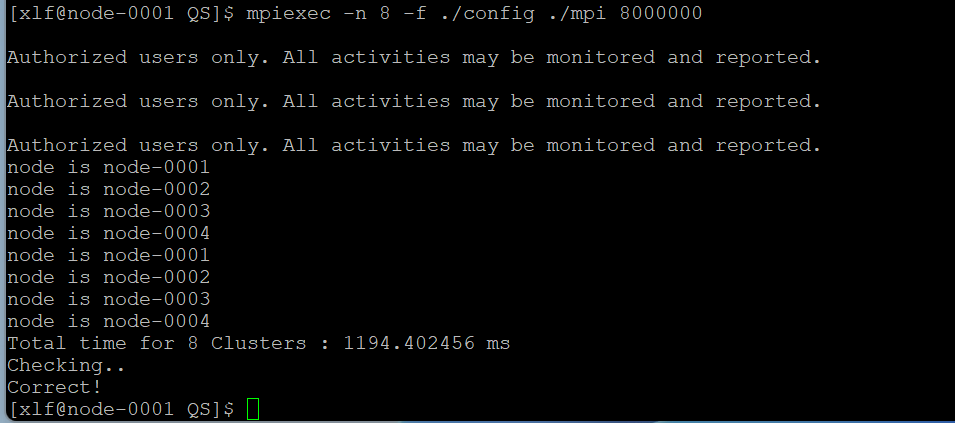 [xlf@node-0001 QS]$ mpiexec -n 8 -f ./config ./mpi 8000000
Authorized users only. All activities may be monitored and reported.
Authorized users only. All activities may be monitored and reported.
Authorized users only. All activities may be monitored and reported.
node is node-0001
node is node-0002
node is node-0003
node is node-0004
node is node-0001
node is node-0002
node is node-0003
node is node-0004
Total time for 8 Clusters : 1194.402456 ms
Checking..
Correct!
[xlf@node-0001 QS]$